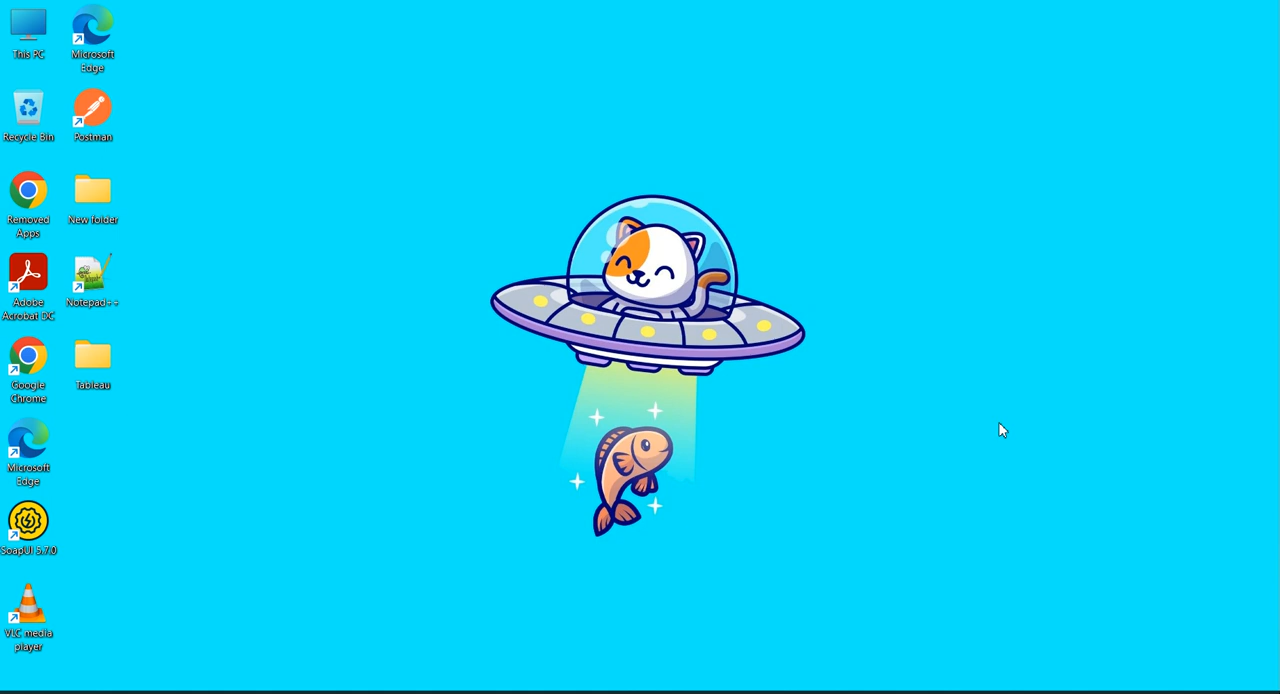 This PC
Microsoft
Edge
Recycle Bin
Postman
Removed
Apps
New folder
Adobe
Acrobat DC
Notepad++
Google
Chrome
Tableau
Microsoft
Edge
SoapUI 5.7.0
VLC media
player